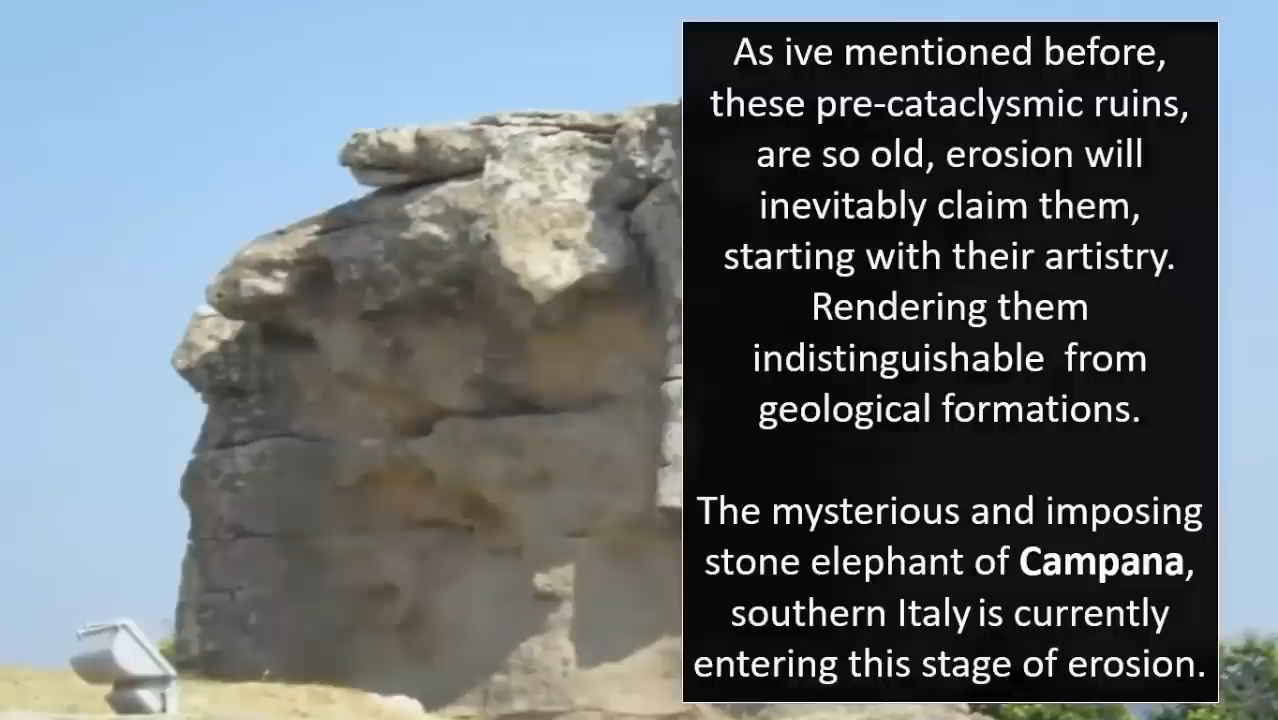 As ive mentioned before,
these pre-cataclysmic ruins,
are so old, erosion will
inevitably claim them,
starting with their artistry.
Rendering them
indistinguishable  from
geological formations.
The mysterious and imposing
stone elephant of Campana,
southern Italy is currently
entering this stage of erosion.